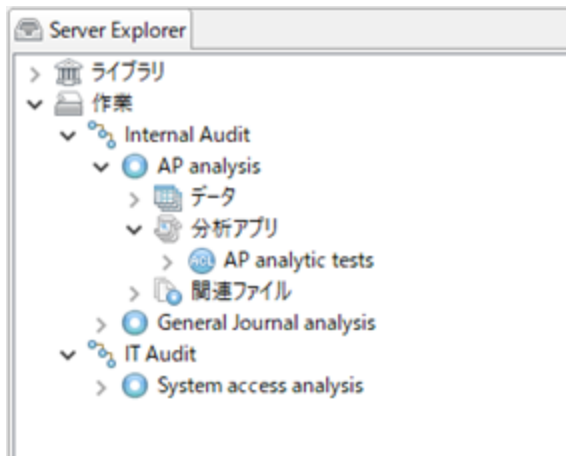 Server Explorer
ライブラリ
作業
Internal Audit
AP analysis
データ
分析アプリ
ACL AP analytic tests
関連ファイル
General Journal analysis
IT Audit
System access analysis